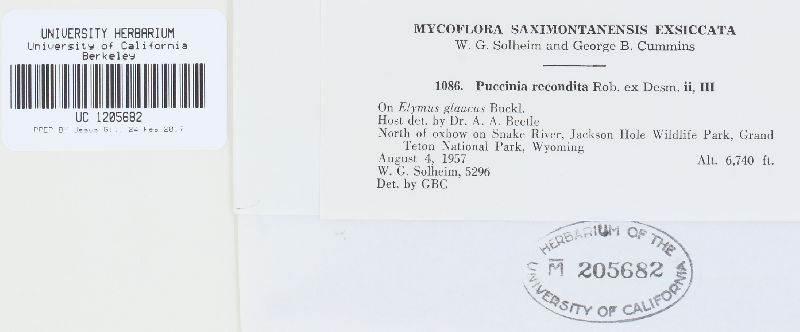 UNIVERSITY HERBARIUM
University of California
Berkeley
UC 1205682
MYCOFLORA SAXIMONTANENSIS EXSICCATA
W. G. Solheim and George B. Cummins
1086. Puccinia recondita Rob. ex Desm. ii, III
On Elymus glaucus Buckl.
Host det. by Dr. A. A. Beetle
North of oxbow on Snake River, Jackson Hole Wildlife Park, Grand
Teton National Park, Wyoming
August 4, 1957 Alt. 6,740 ft.
W. G. Solheim, 5296
Det. by GBC
HERBARIUM OF THE
M 205682
UNIVERSITY OF CALIFORNIA